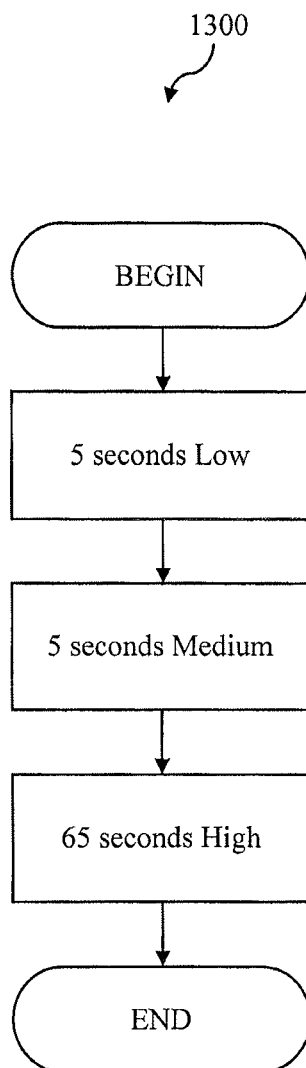 1300
BEGIN
5 seconds Low
5 seconds Medium
65 seconds High
END